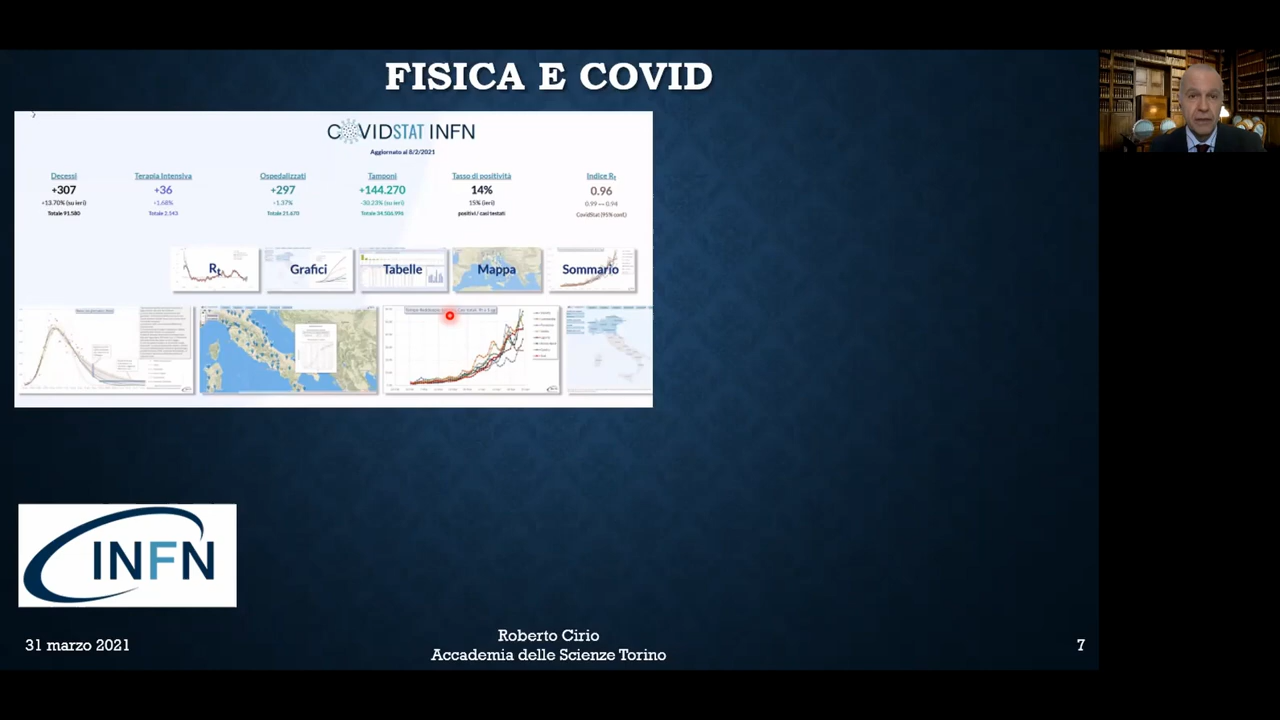 FISICA E COVID
COVIDSTAT INFN
Aggiornato al 8/2/2021
Decessi
+307
+13.70% (su ieri)
Totale 91.580
Terapia Intensiva
+36
+1.68%
Totale 2.143
Ospedalizzati
+297
+1.37%
Totale 21.670
Tamponi
+144.270
-30.23% (su ieri)
Totale 34.506.996
Tasso di positività
14%
15% (ieri)
positivi / casi testati
Indice Rt
0.96
0.99 — 0.94
CovidStat (95% conf.)
Rt
Grafici
Tabelle
Mappa
Sommario
INFN
31 marzo 2021
Roberto Cirio
Accademia delle Scienze Torino
7